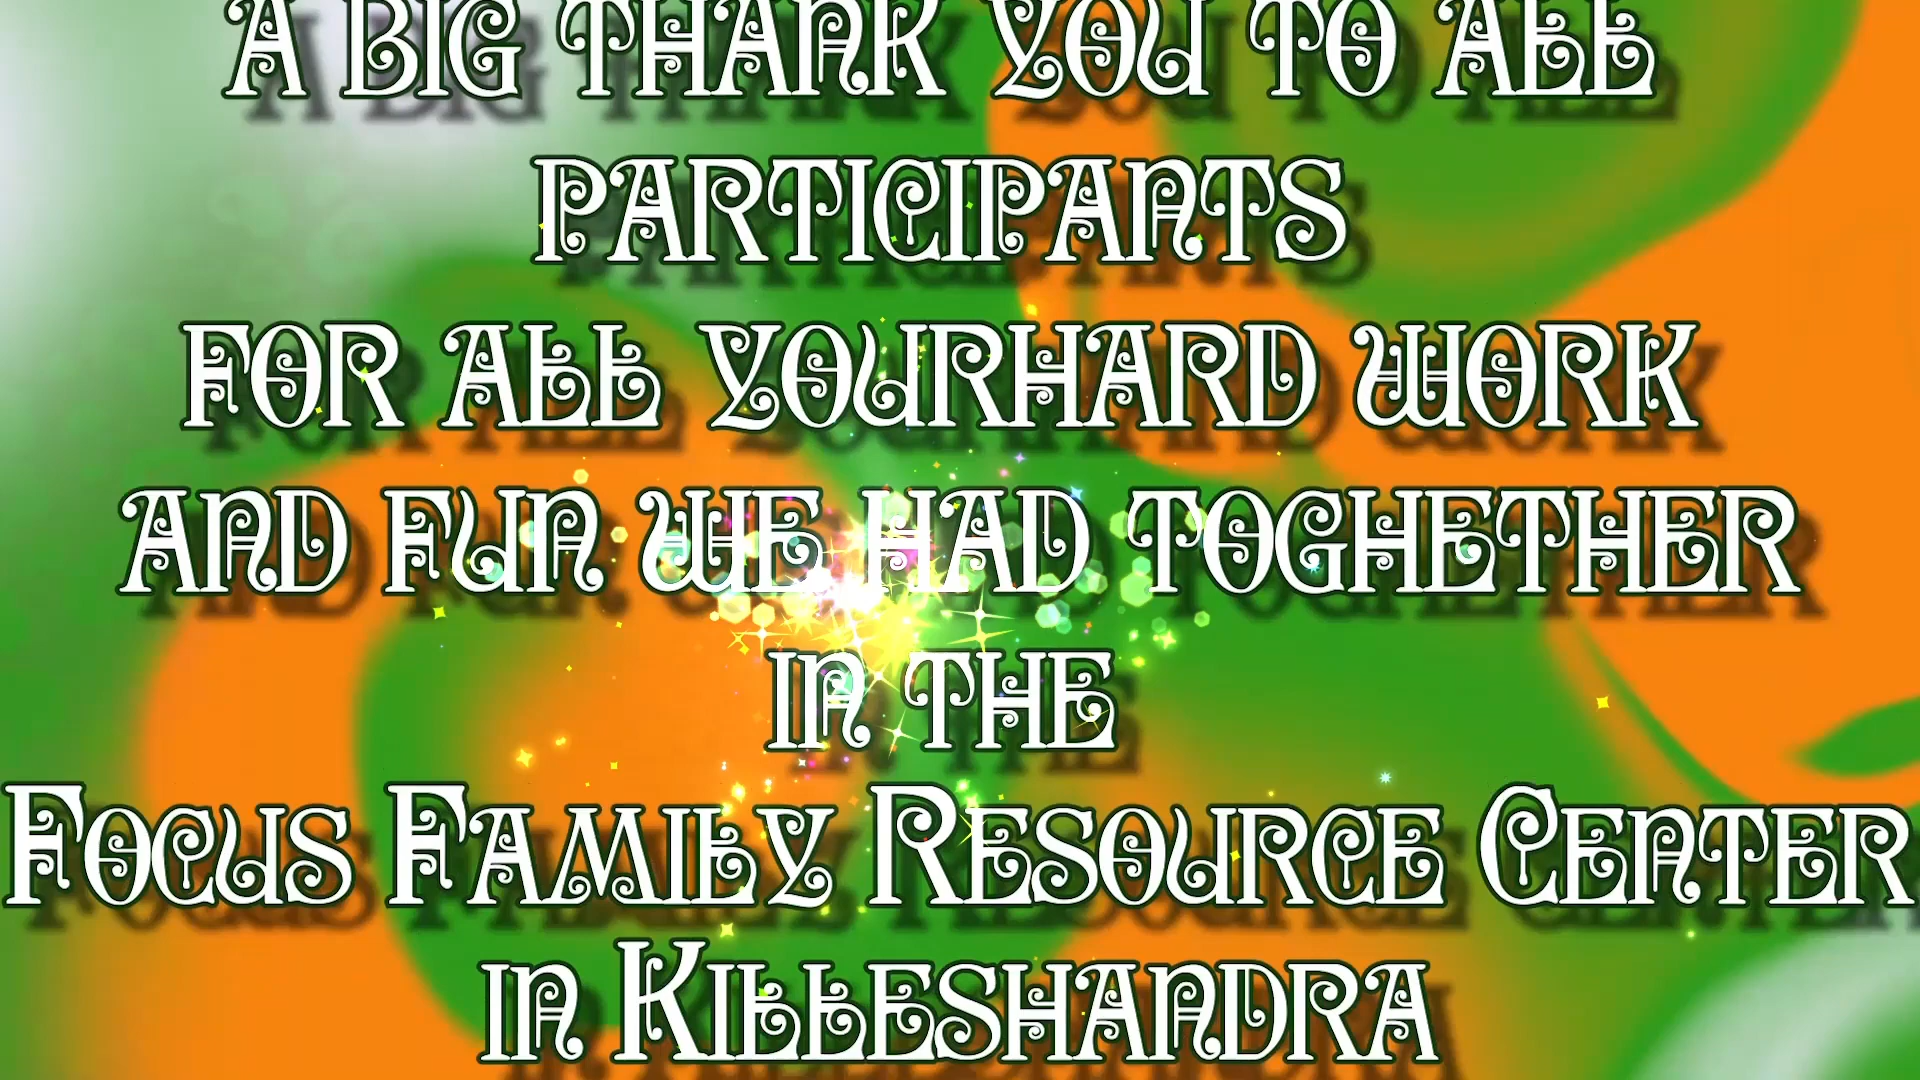 A BIG THANK YOU TO ALL
PARTICIPANTS
FOR ALL YOURHARD WORK
AND FUN WE HAD TOGHETHER
IN THE
FOCUS FAMILY RESOURCE CENTER
IN KILLESHANDRA